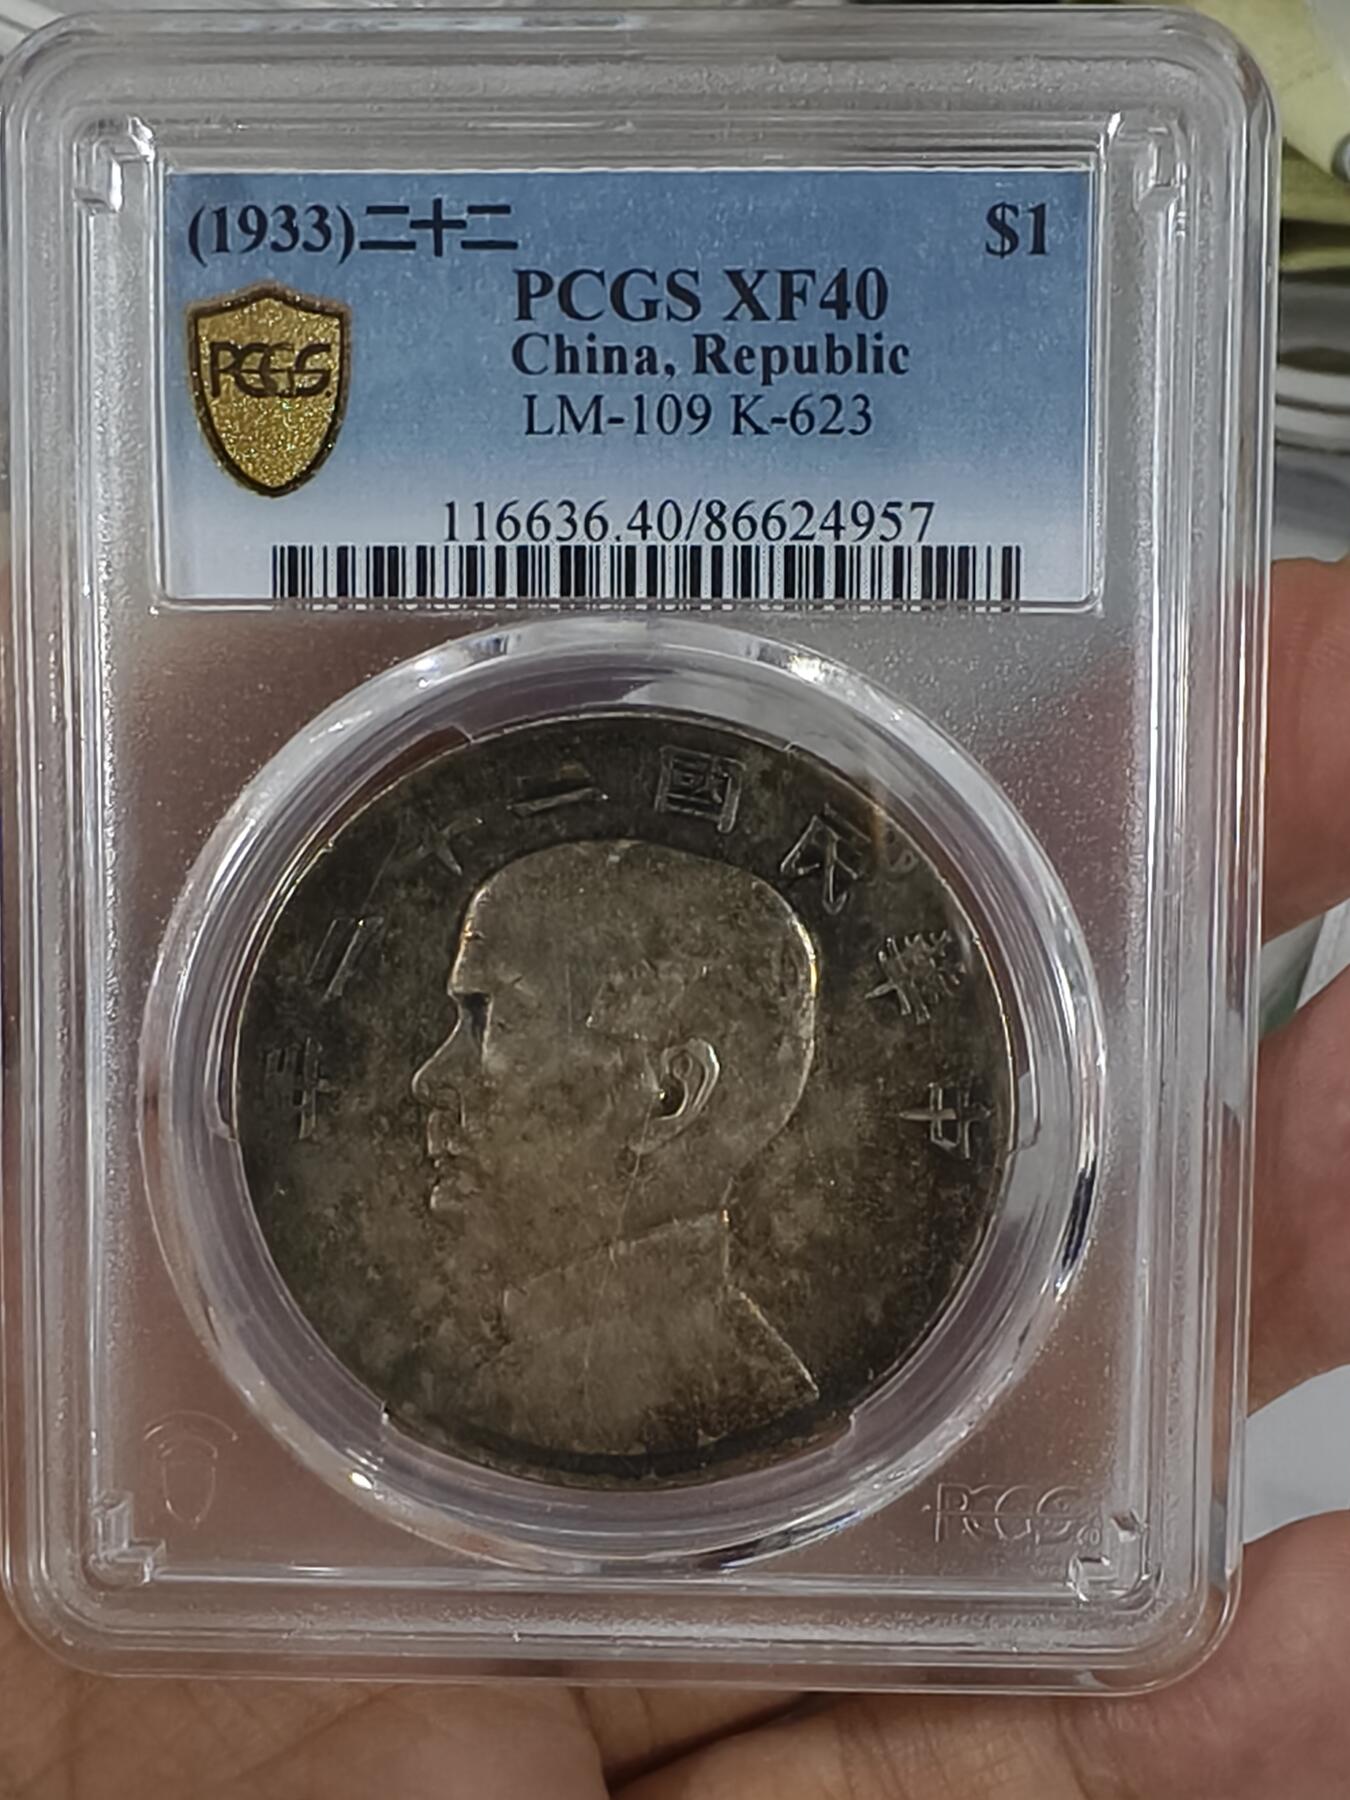 (1933)二十二 $1
PCGS XF40
China, Republic
LM-109 K-623
PCGS
116636.40/86624957
年二十二國民華中
PCGS